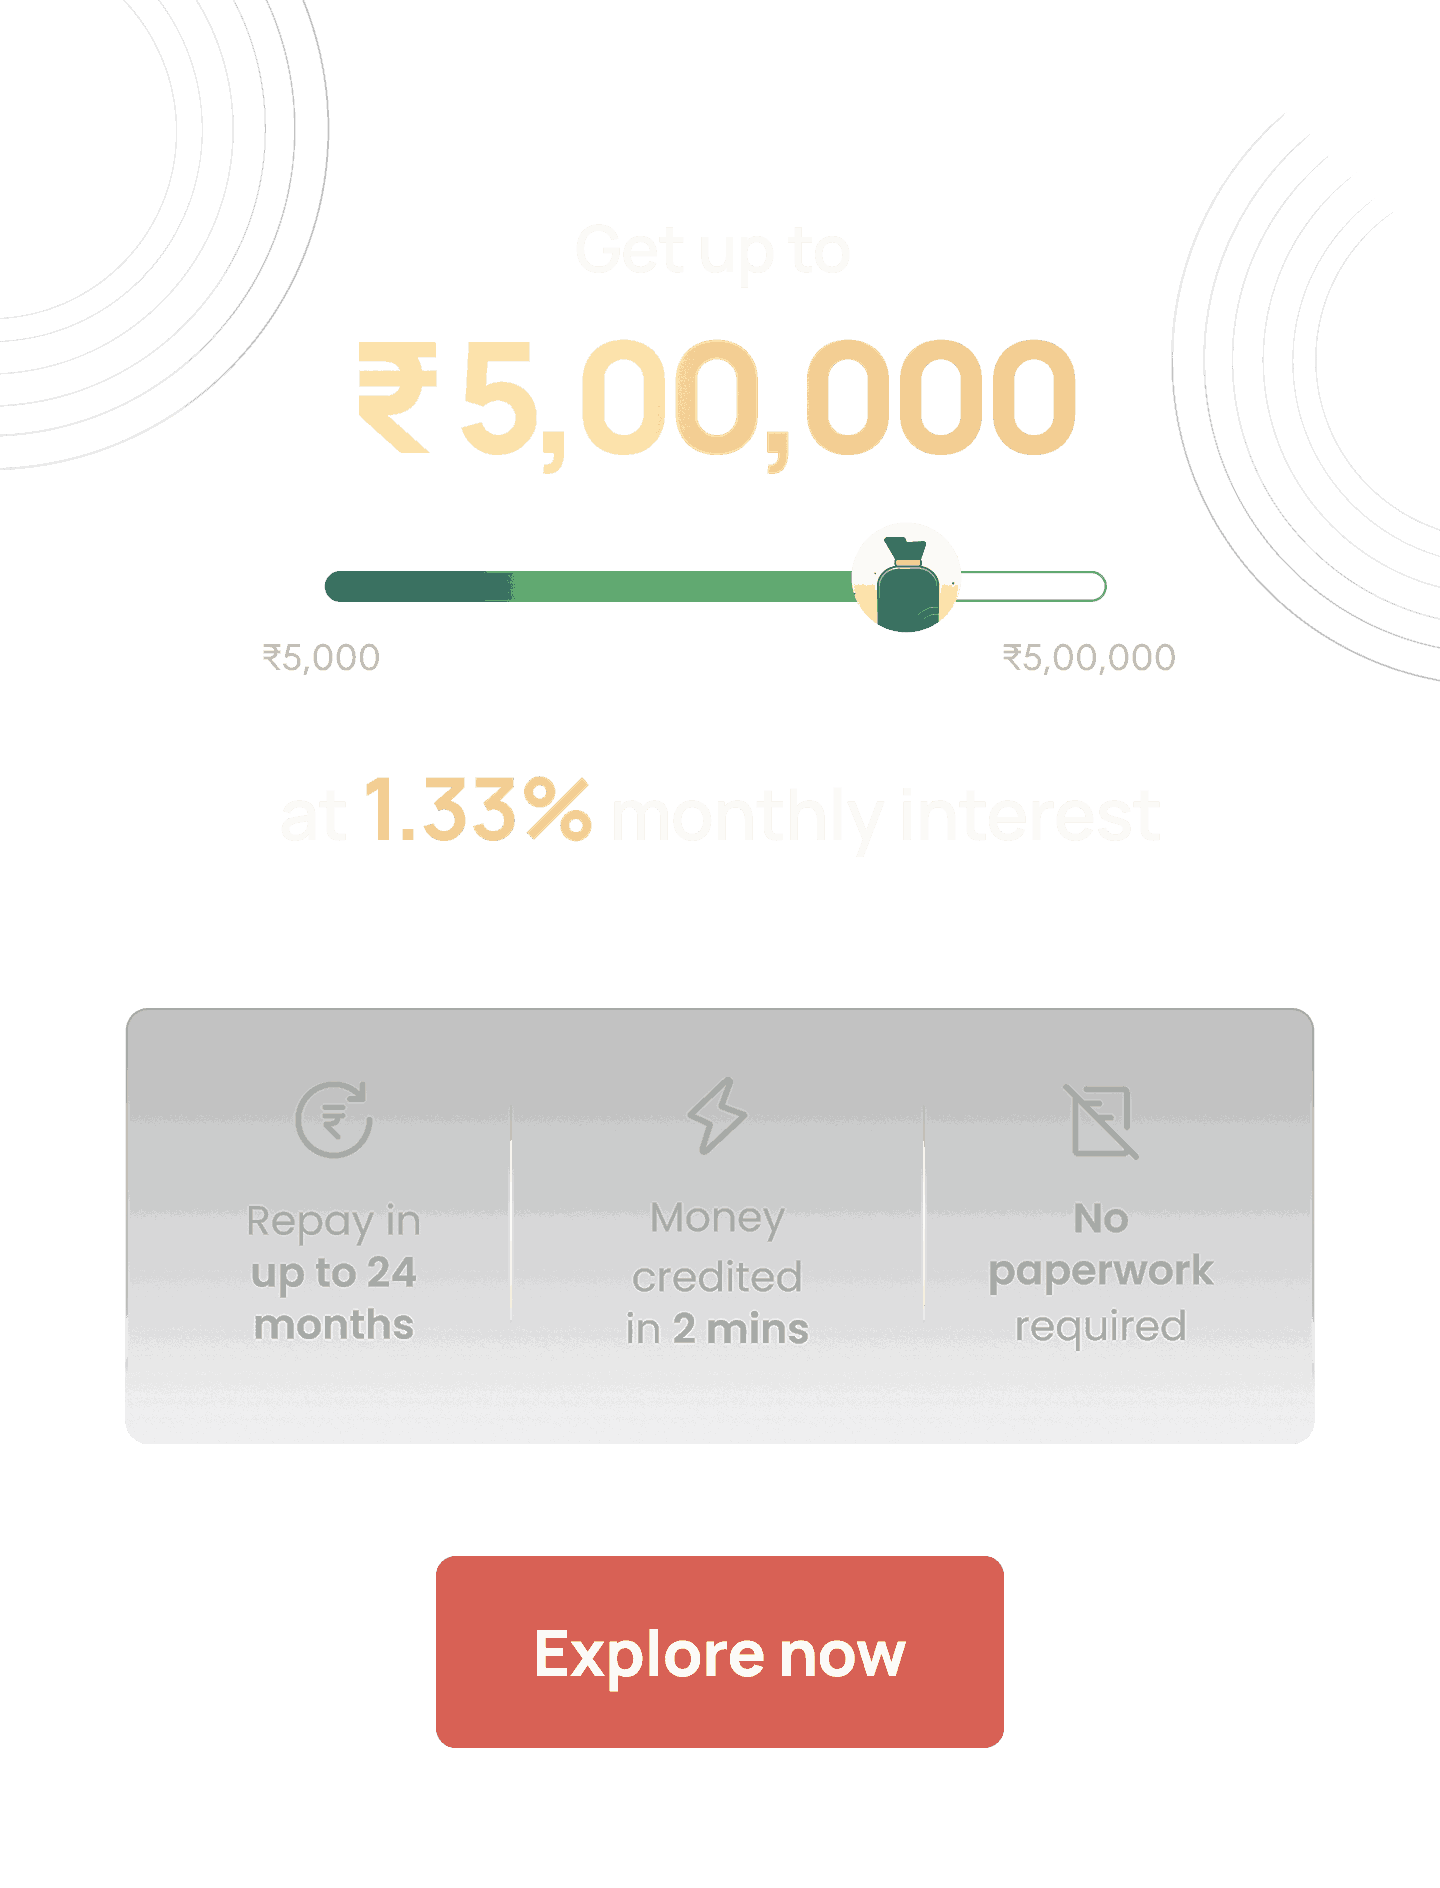 Get up to
₹5,00,000
₹5,000
₹5,00,000
at 1.33% monthly interest
Repay in
up to 24
months
Money
credited
in 2 mins
No
paperwork
required
Explore now